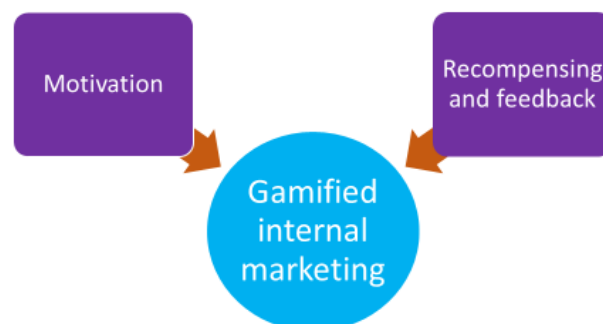 Motivation
Recompensing
and feedback
Gamified
internal
marketing